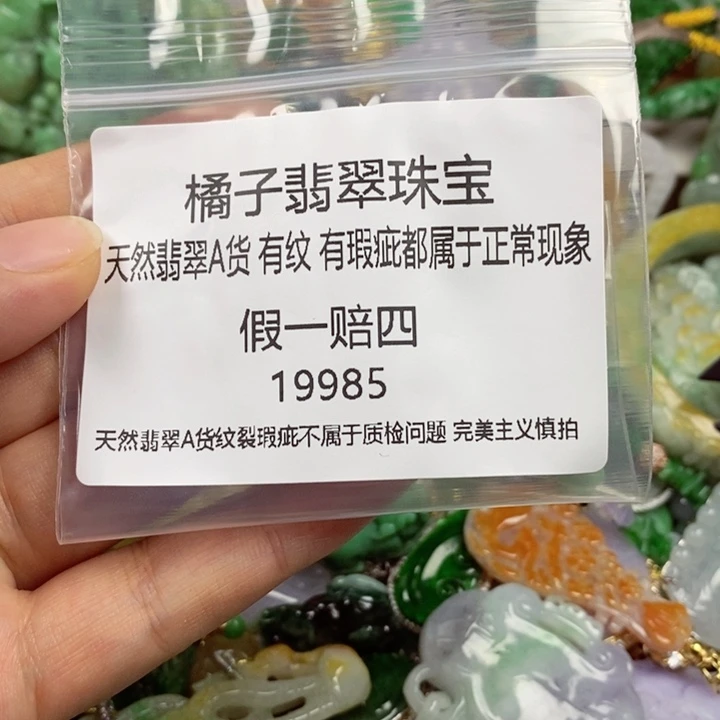 橘子翡翠珠宝
天然翡翠A货 有纹 有瑕疵都属于正常现象
假一赔四
19985
天然翡翠A货纹裂瑕疵不属于质检问题 完美主义慎拍